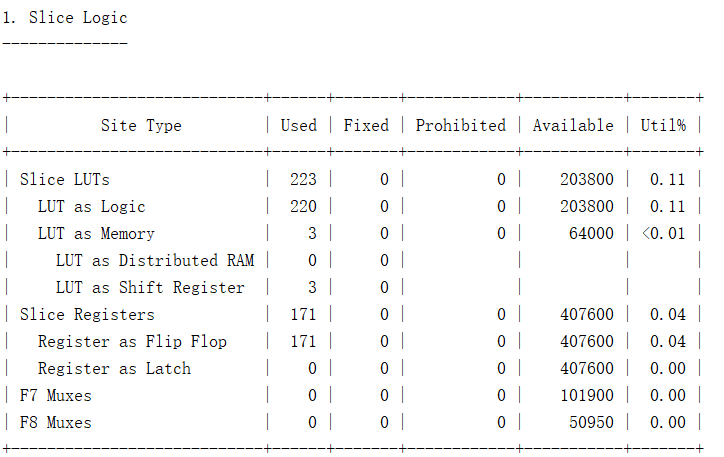 1. Slice Logic
--------------
+----------------------------+------+-------+------------+-----------+-------+
|          Site Type         | Used | Fixed | Prohibited | Available | Util% |
+----------------------------+------+-------+------------+-----------+-------+
| Slice LUTs                 |  223 |     0 |          0 |    203800 |  0.11 |
|   LUT as Logic             |  220 |     0 |          0 |    203800 |  0.11 |
|   LUT as Memory            |    3 |     0 |          0 |     64000 | <0.01 |
|     LUT as Distributed RAM |    0 |     0 |            |           |       |
|     LUT as Shift Register  |    3 |     0 |            |           |       |
| Slice Registers            |  171 |     0 |          0 |    407600 |  0.04 |
|   Register as Flip Flop    |  171 |     0 |          0 |    407600 |  0.04 |
|   Register as Latch        |    0 |     0 |          0 |    407600 |  0.00 |
| F7 Muxes                   |    0 |     0 |          0 |    101900 |  0.00 |
| F8 Muxes                   |    0 |     0 |          0 |     50950 |  0.00 |
+----------------------------+------+-------+------------+-----------+-------+